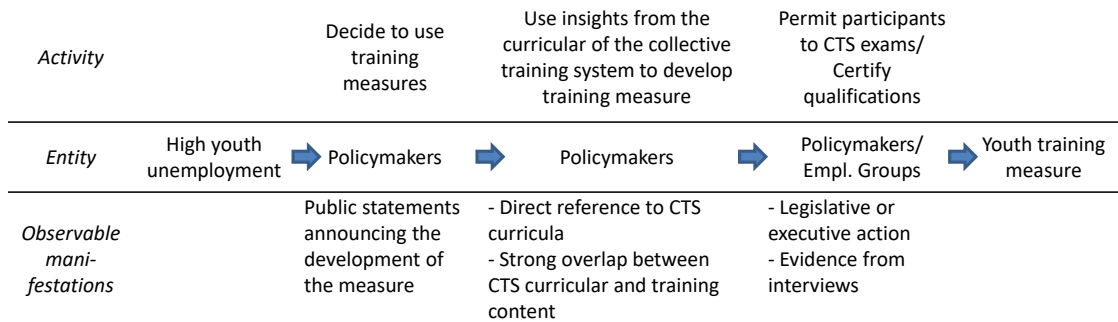 Activity
Decide to use
training
measures
Use insights from the
curricular of the collective
training system to develop
training measure
Permit participants
to CTS exams/
Certify
qualifications
Entity
High youth
unemployment
Policymakers
Policymakers
Policymakers/
Empl. Groups
Youth training
measure
Observable
mani-
festations
Public statements
announcing the
development of
the measure
- Direct reference to CTS
curricula
- Strong overlap between
CTS curricular and training
content
- Legislative or
executive action
- Evidence from
interviews